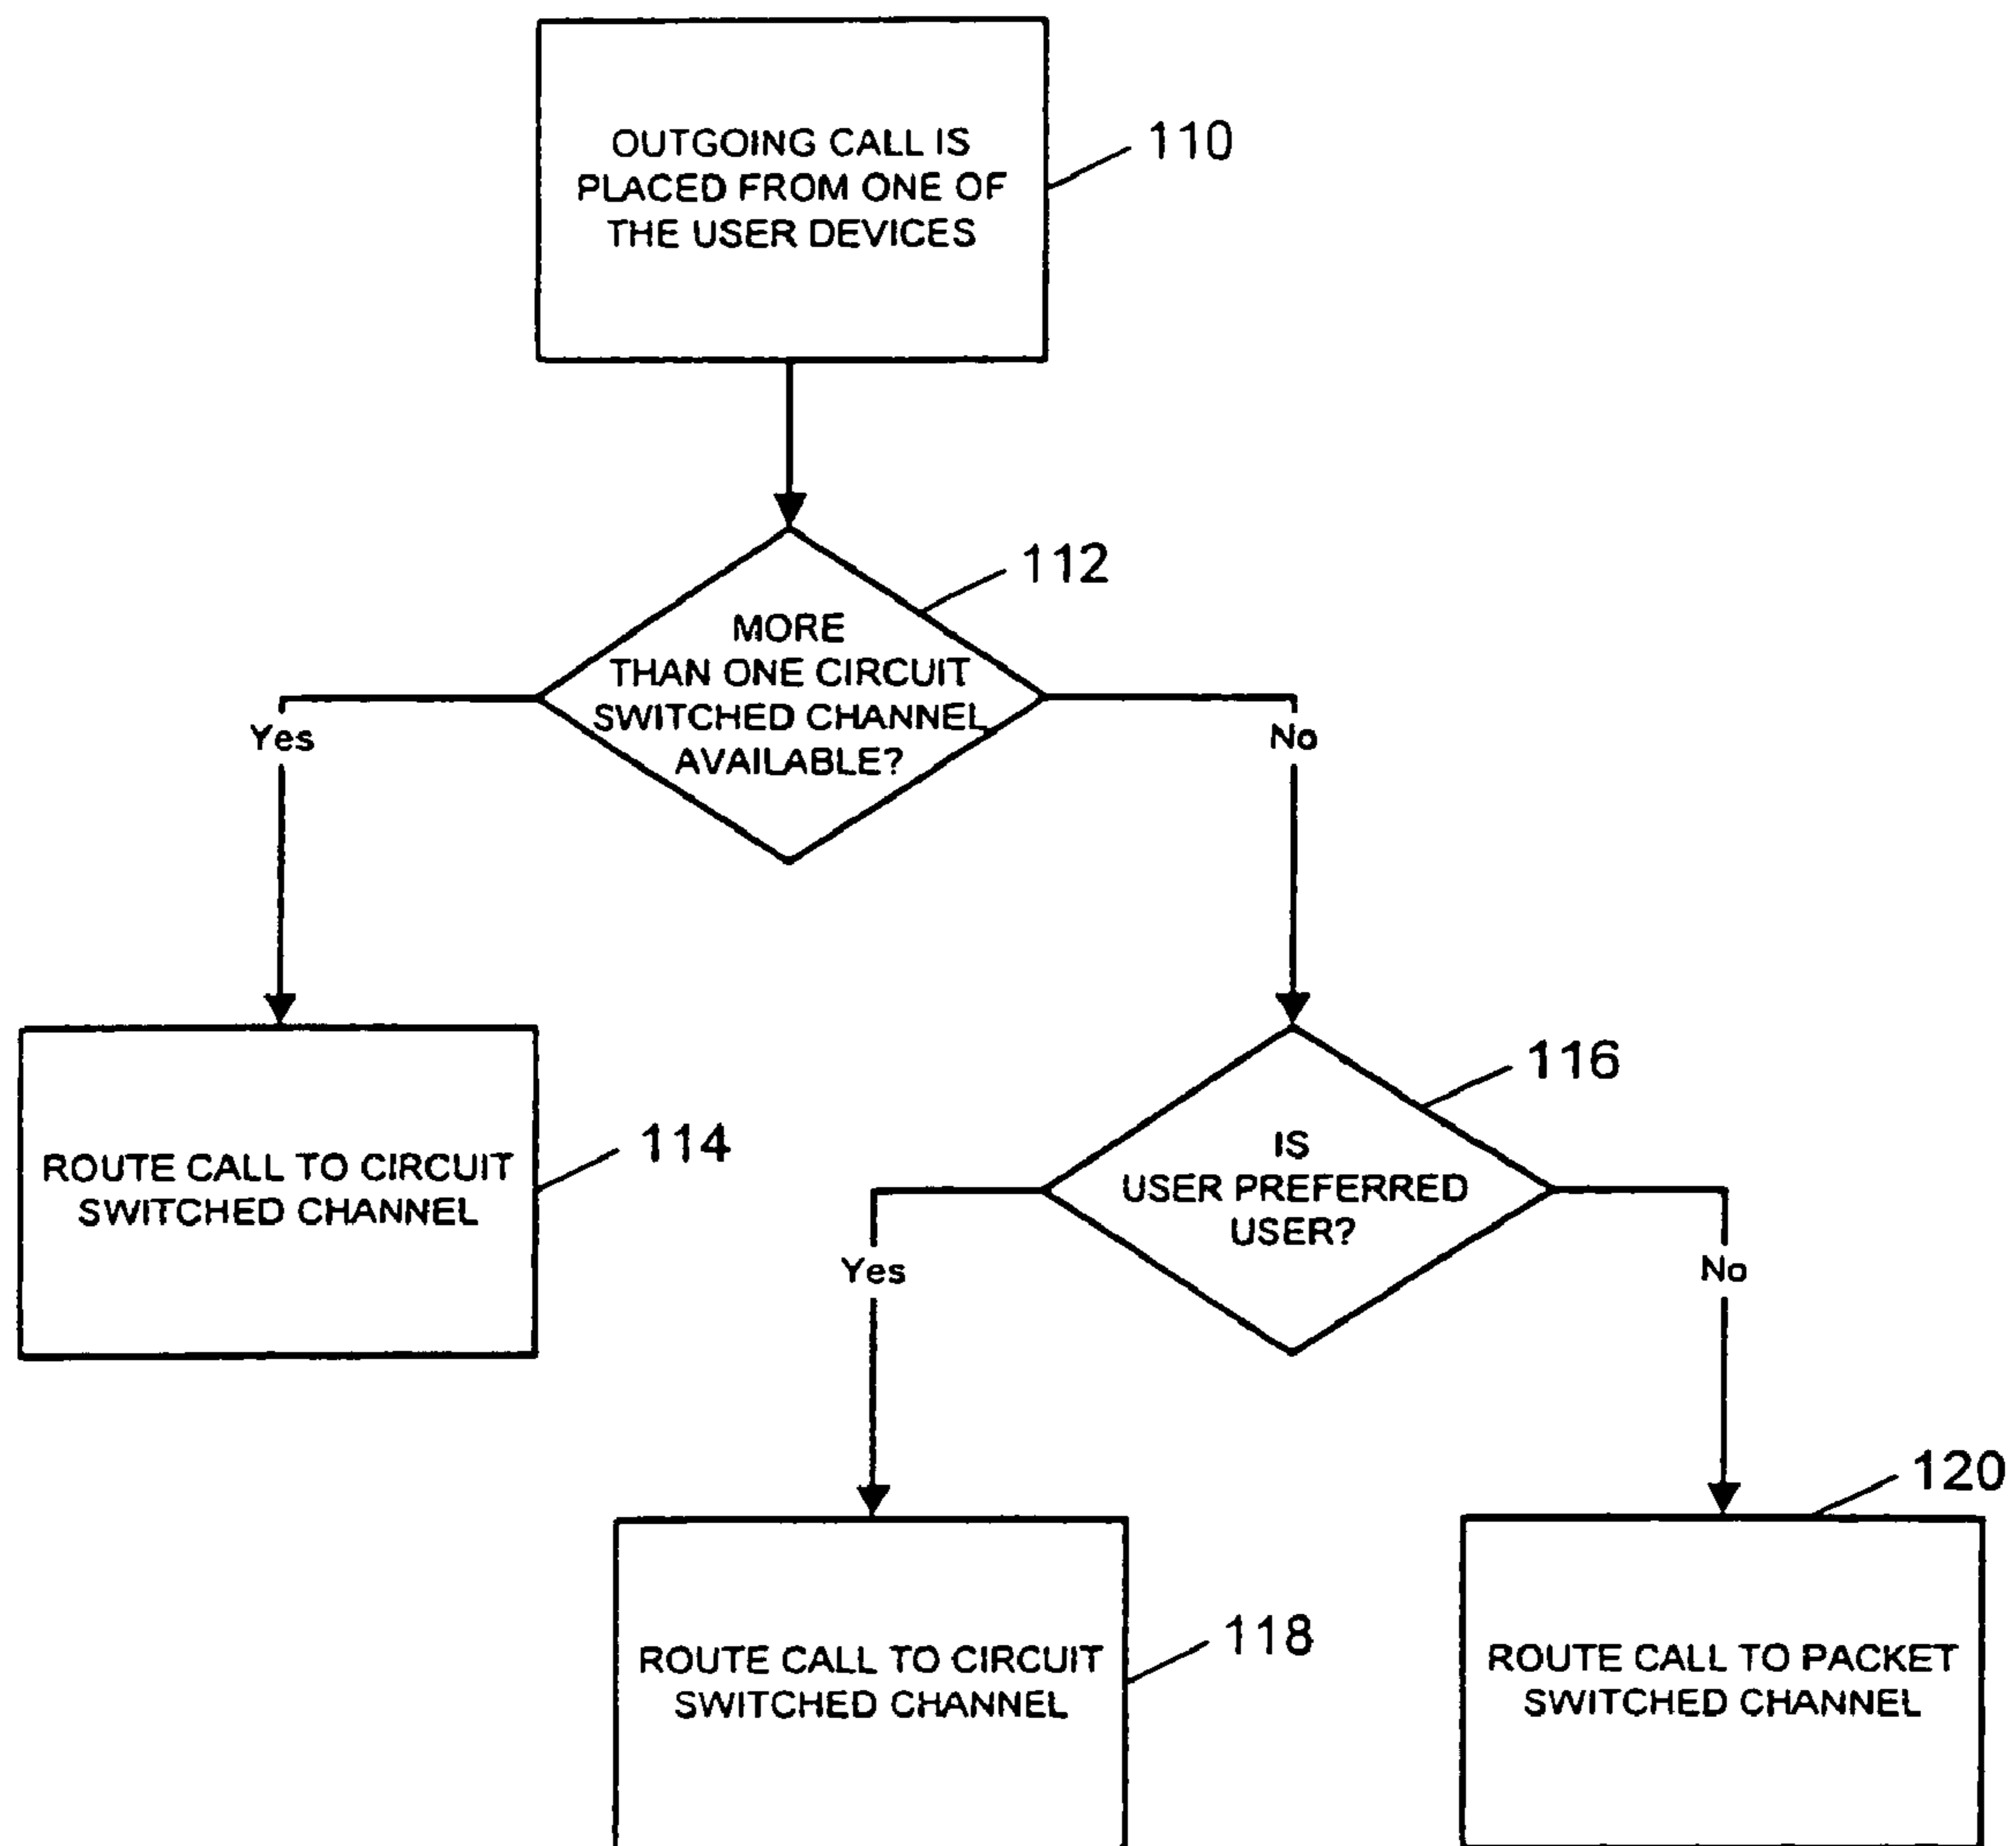 OUTGOING CALL IS
PLACED FROM ONE OF
THE USER DEVICES
110
112
MORE
THAN ONE CIRCUIT
SWITCHED CHANNEL
AVAILABLE?
Yes
No
114
ROUTE CALL TO CIRCUIT
SWITCHED CHANNEL
116
IS
USER PREFERRED
USER?
Yes
No
118
ROUTE CALL TO CIRCUIT
SWITCHED CHANNEL
120
ROUTE CALL TO PACKET
SWITCHED CHANNEL